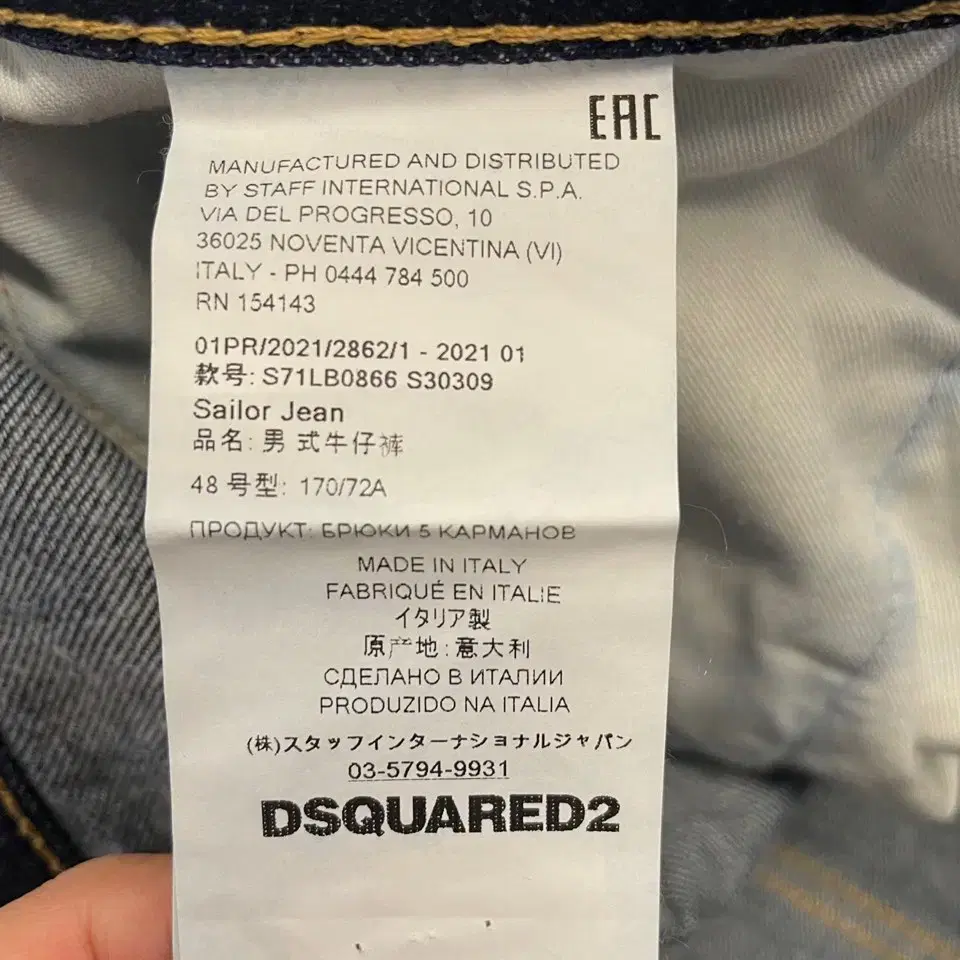 EAC
MANUFACTURED AND DISTRIBUTED
BY STAFF INTERNATIONAL S.P.A.
VIA DEL PROGRESSO, 10
36025 NOVENTA VICENTINA (VI)
ITALY - PH 0444 784 500
RN 154143
01PR/2021/2862/1 - 2021 01
款号: S71LB0866 S30309
Sailor Jean
品名: 男 式牛仔裤
48 号型: 170/72A
ПРОДУКТ: БРЮКИ 5 КАРМАНОВ
MADE IN ITALY
FABRIQUÉ EN ITALIE
イタリア製
原产地: 意大利
СДЕЛАНО В ИТАЛИИ
PRODUZIDO NA ITALIA
(株)スタッフインターナショナルジャパン
03-5794-9931
DSQUARED2